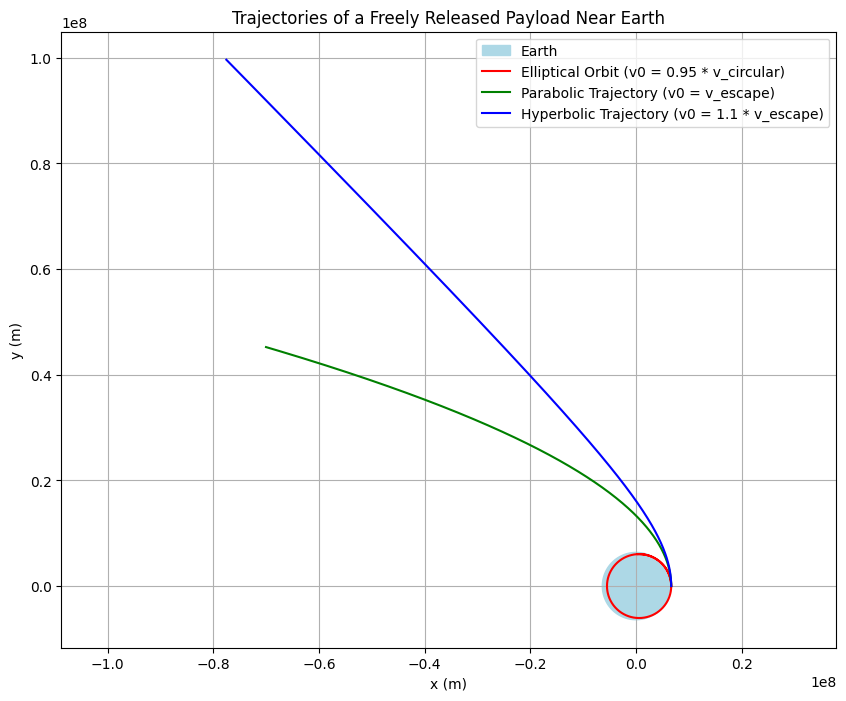 Trajectories of a Freely Released Payload Near Earth
1e8
Earth
Elliptical Orbit (v0 = 0.95 * v_circular)
Parabolic Trajectory (v0 = v_escape)
Hyperbolic Trajectory (v0 = 1.1 * v_escape)
1.0
0.8
0.6
0.4
0.2
0.0
y (m)
−1.0 −0.8 −0.6 −0.4 −0.2 0.0 0.2
x (m)
1e8